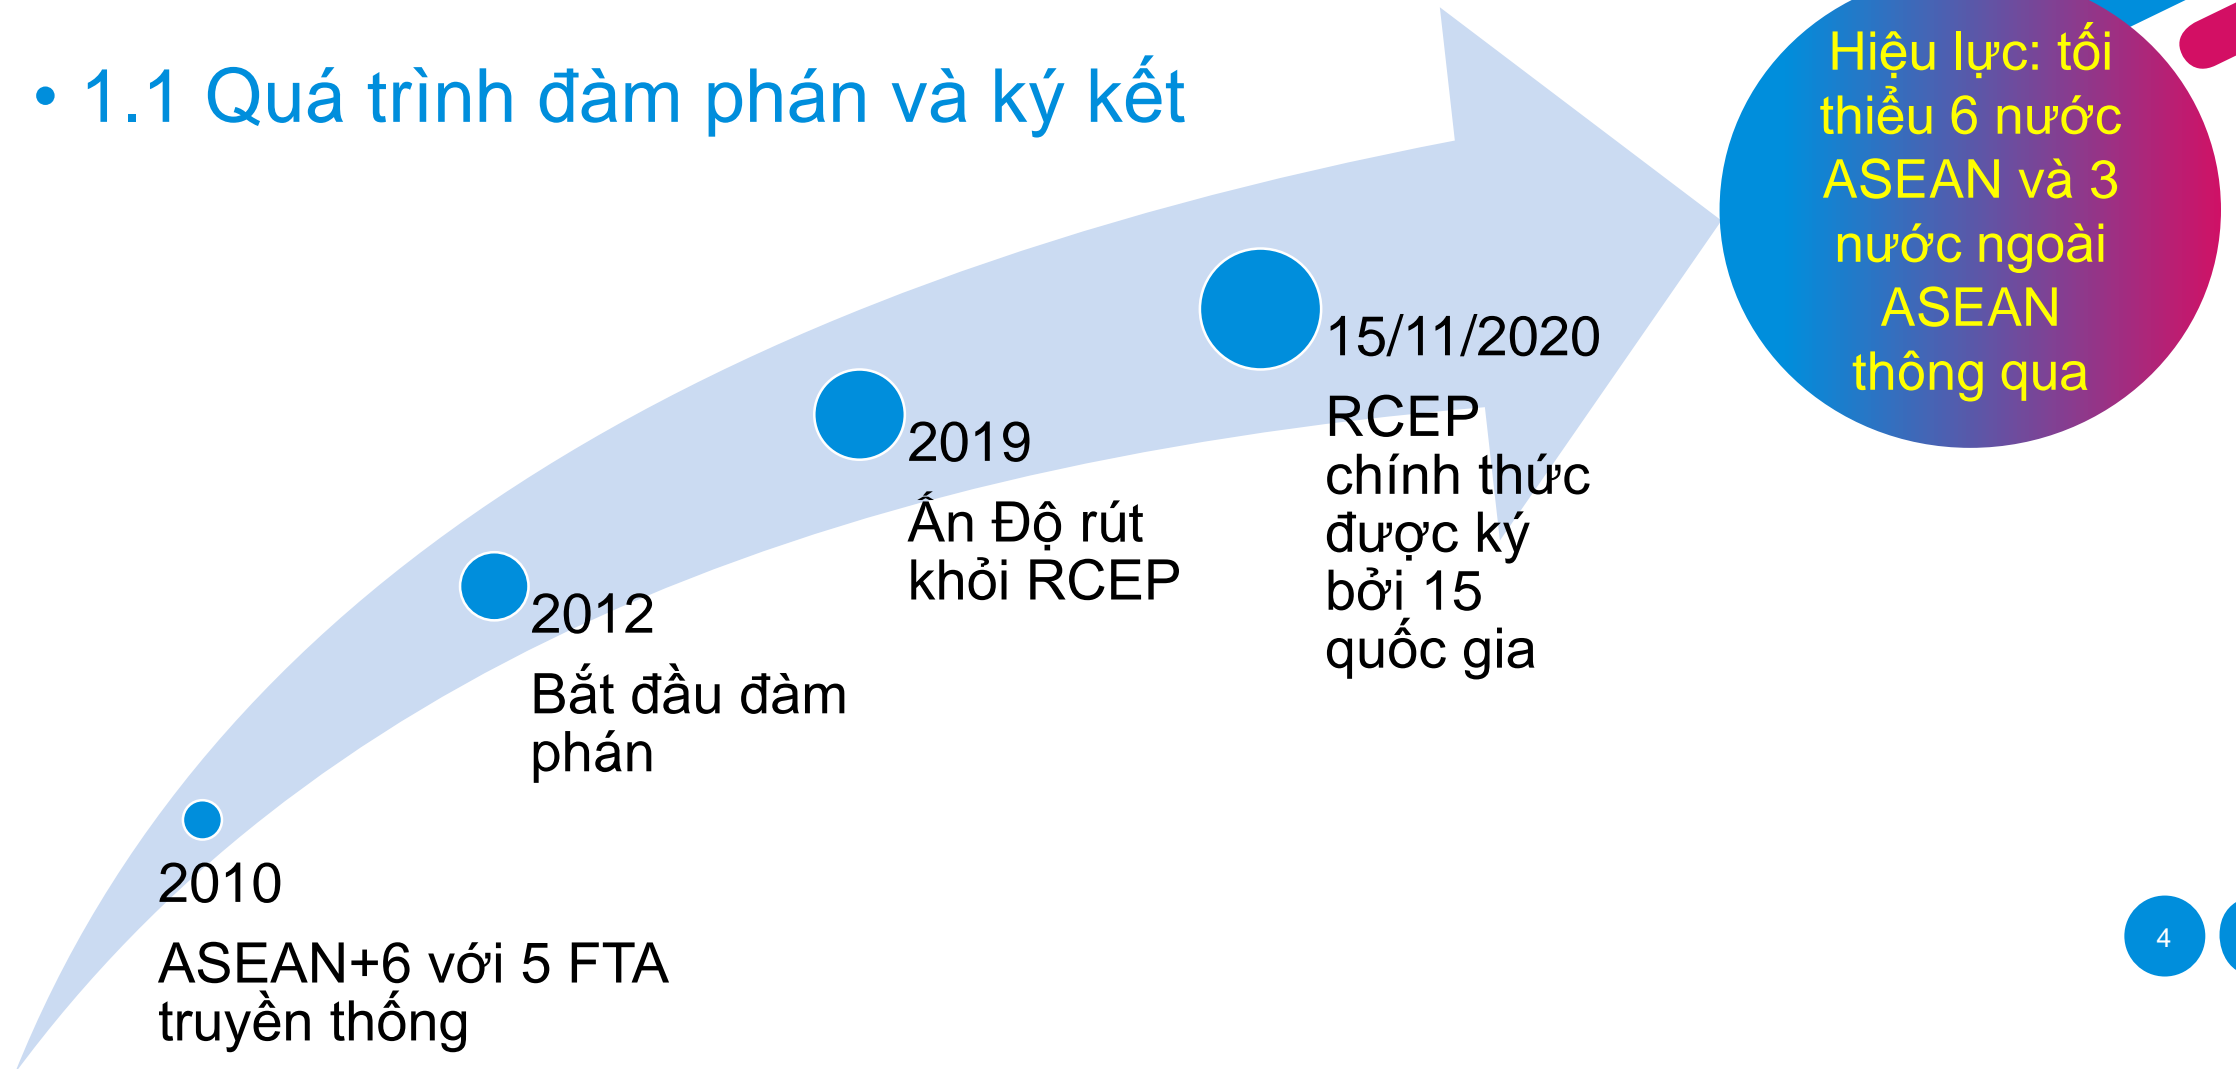 • 1.1 Quá trình đàm phán và ký kết
Hiệu lực: tối
thiểu 6 nước
ASEAN và 3
nước ngoài
ASEAN
thông qua
15/11/2020
RCEP
chính thức
được ký
bởi 15
quốc gia
2019
Ấn Độ rút
khỏi RCEP
2012
Bắt đầu đàm
phán
2010
ASEAN+6 với 5 FTA
truyền thống
4